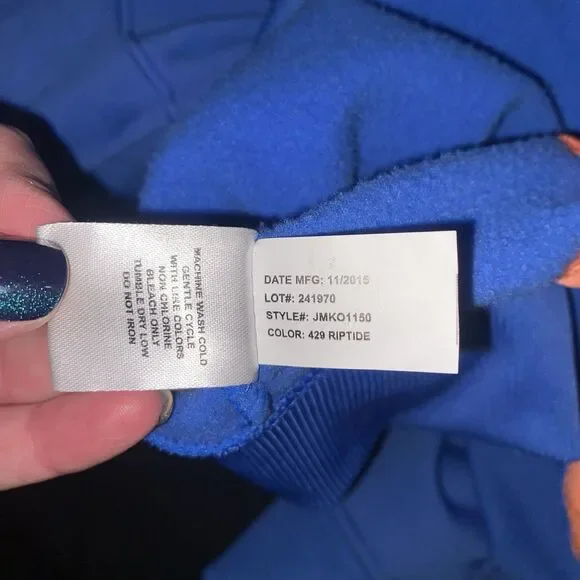 MACHINE WASH COLD
GENTLE CYCLE
WITH LIKE COLORS
NON CHLORINE
BLEACH ONLY
TUMBLE DRY LOW
DO NOT IRON
DATE MFG: 11/2015
LOT#: 241970
STYLE#: JMKO1150
COLOR: 429 RIPTIDE